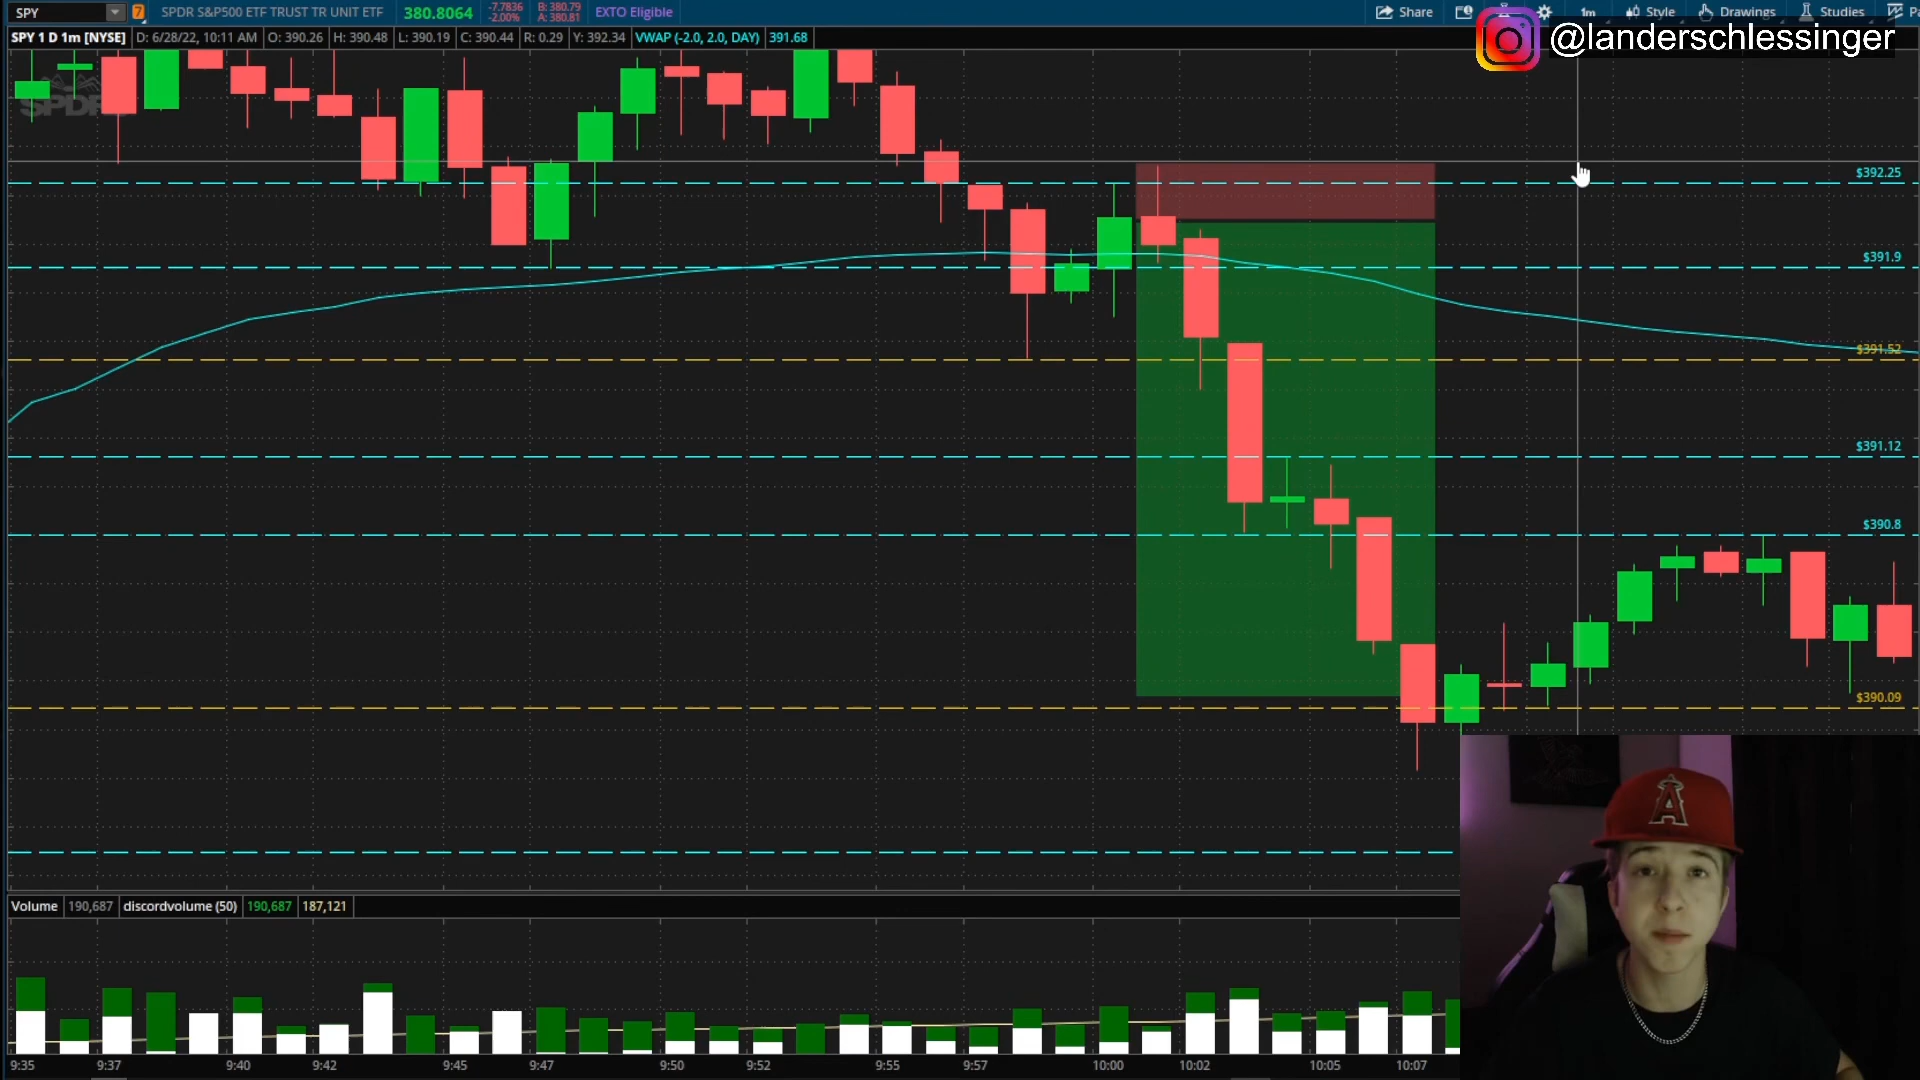 SPY
7
SPDR S&P500 ETF TRUST TR UNIT ETF
380.8064
-7.7836
-2.00%
B: 380.79
A: 380.81
EXTO Eligible
Share
1m
Style
Drawings
Studies
SPY 1 D 1m [NYSE]
D: 6/28/22, 10:11 AM
O: 390.26
H: 390.48
L: 390.19
C: 390.44
R: 0.29
Y: 392.34
VWAP (-2.0, 2.0, DAY)
391.68
@landerschlessinger
SPDR
$392.25
$391.9
$391.52
$391.12
$390.8
$390.09
A
Volume
190,687
discordvolume (50)
190,687
187,121
9:35
9:37
9:40
9:42
9:45
9:47
9:50
9:52
9:55
9:57
10:00
10:02
10:05
10:07